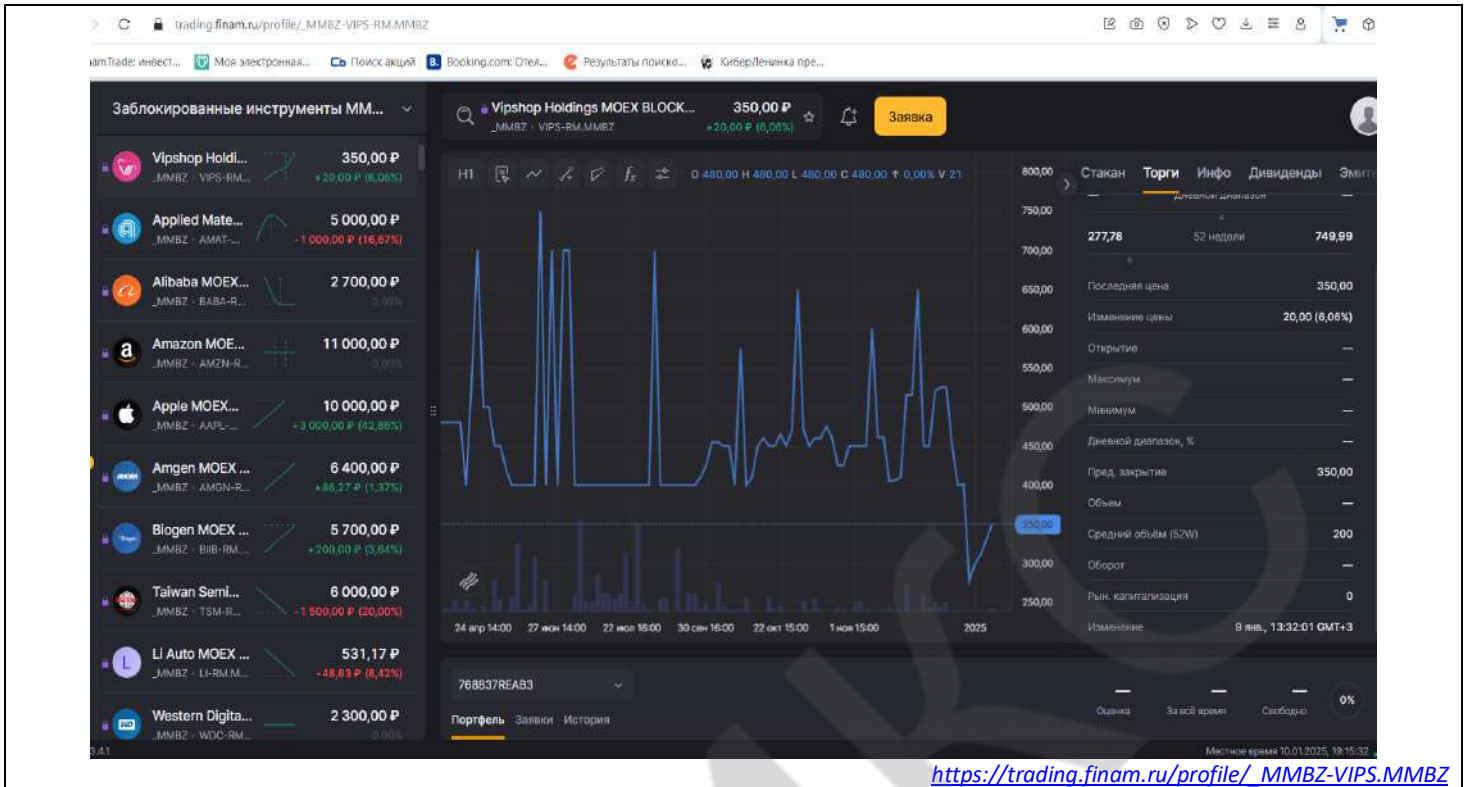 trading.finam.ru/profile/_MMBZ-VIPS-RM.MMBZ
amTrade: инвест... Моя электронная... Сь Поиск акций B. Booking.com: Отел... Результаты поиско... КиберЛенинка пре...
Заблокированные инструменты ММ...
Vipshop Holdings MOEX BLOCK... 350,00 ₽
_MMBZ · VIPS-RM.MMBZ +20,00 ₽ (6,06%)
Заявка
Vipshop Holdi... 350,00 ₽
_MMBZ · VIPS-RM... +20,00 ₽ (6,06%)
Applied Mate... 5 000,00 ₽
_MMBZ · AMAT-... -1 000,00 ₽ (16,67%)
Alibaba MOEX... 2 700,00 ₽
_MMBZ · BABA-R... 0,00%
Amazon MOE... 11 000,00 ₽
_MMBZ · AMZN-R... 0,00%
Apple MOEX... 10 000,00 ₽
_MMBZ · AAPL-... +3 000,00 ₽ (42,86%)
Amgen MOEX ... 6 400,00 ₽
_MMBZ · AMGN-R... +86,27 ₽ (1,37%)
Biogen MOEX ... 5 700,00 ₽
_MMBZ · BIIB-RM... +200,00 ₽ (3,64%)
Taiwan Semi... 6 000,00 ₽
_MMBZ · TSM-R... -1 500,00 ₽ (20,00%)
Li Auto MOEX ... 531,17 ₽
_MMBZ · LI-RM.M... -48,83 ₽ (8,42%)
Western Digita... 2 300,00 ₽
_MMBZ · WDC-RM... 0,00%
3.4.1
H1 fx O 480,00 H 480,00 L 480,00 C 480,00 ↑ 0,00% V 21
800,00
750,00
700,00
650,00
600,00
550,00
500,00
450,00
400,00
350,00
300,00
250,00
24 апр 14:00 27 июн 14:00 22 июл 16:00 30 сен 16:00 22 окт 15:00 1 ноя 15:00 2025
Стакан Торги Инфо Дивиденды Эмит
— Дневной диапазон —
277,78 52 недели 749,99
Последняя цена 350,00
Изменение цены 20,00 (6,06%)
Открытие —
Максимум —
Минимум —
Дневной диапазон, % —
Пред. закрытие 350,00
Объем —
Средний объём (52W) 200
Оборот —
Рын. капитализация 0
Изменение 9 янв., 13:32:01 GMT+3
768837REAB3
Портфель Заявки История
— — —
Оценка За всё время Свободно 0%
Местное время 10.01.2025, 19:15:32
https://trading.finam.ru/profile/_MMBZ-VIPS.MMBZ